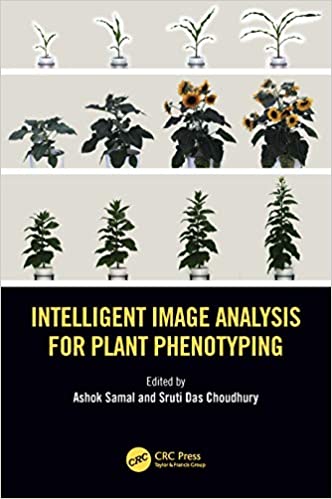 INTELLIGENT IMAGE ANALYSIS
FOR PLANT PHENOTYPING
Edited by
Ashok Samal and Sruti Das Choudhury
CRC
CRC Press
Taylor & Francis Group